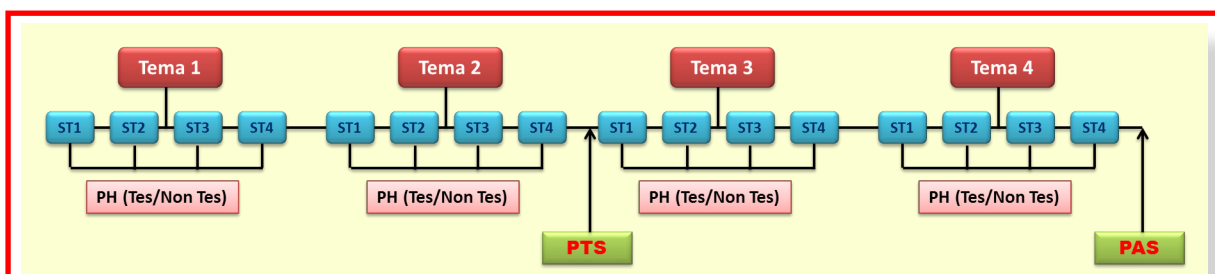 Tema 1 Tema 2 Tema 3 Tema 4
ST1 ST2 ST3 ST4 ST1 ST2 ST3 ST4 ST1 ST2 ST3 ST4 ST1 ST2 ST3 ST4
PH (Tes/Non Tes) PH (Tes/Non Tes) PH (Tes/Non Tes) PH (Tes/Non Tes)
PTS PAS